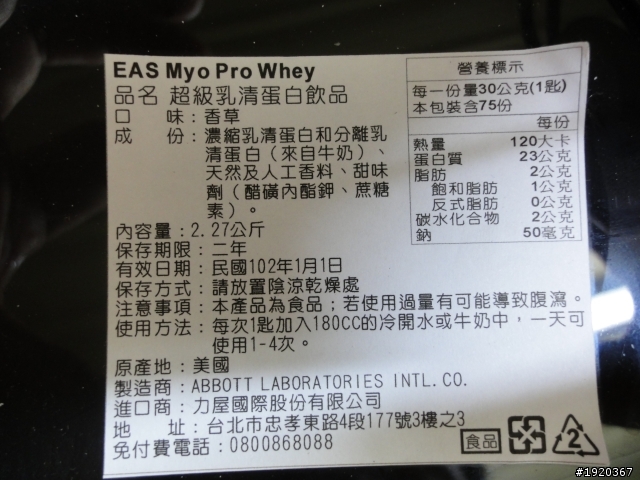 EAS Myo Pro Whey
品名 超級乳清蛋白飲品
口　　味：香草
成　　份：濃縮乳清蛋白和分離乳
清蛋白（來自牛奶）、
天然及人工香料、甜味
劑（醋磺內酯鉀、蔗糖
素）。
內容量：2.27公斤
保存期限：二年
有效日期：民國102年1月1日
保存方式：請放置陰涼乾燥處
注意事項：本產品為食品；若使用過量有可能導致腹瀉。
使用方法：每次1匙加入180CC的冷開水或牛奶中，一天可
使用1-4次。
原產地：美國
製造商：ABBOTT LABORATORIES INTL. CO.
進口商：力屋國際股份有限公司
地　　址：台北市忠孝東路4段177號3樓之3
免付費電話：0800868088
營養標示
每一份量30公克(1匙)
本包裝含75份
每份
熱量 120大卡
蛋白質 23公克
脂肪 2公克
飽和脂肪 1公克
反式脂肪 0公克
碳水化合物 2公克
鈉 50毫克
食品
2
#1920367